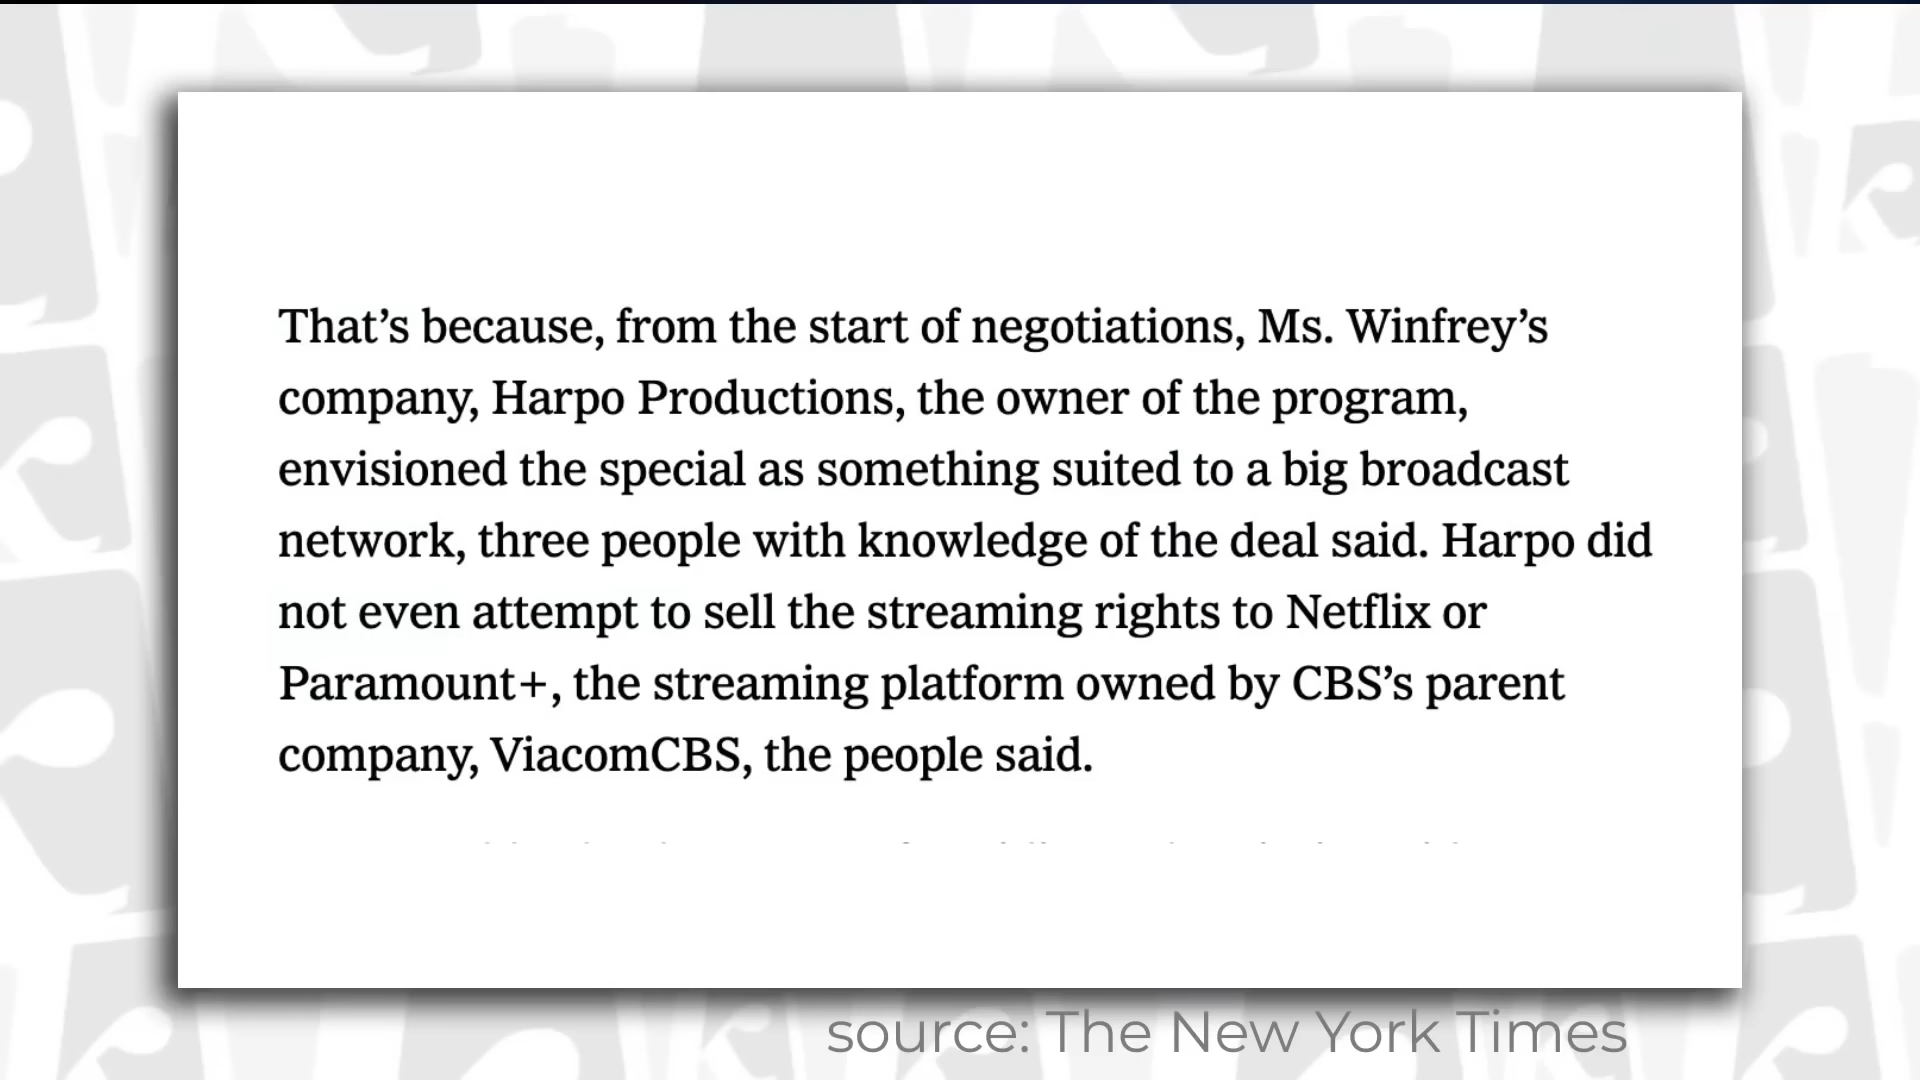 That’s because, from the start of negotiations, Ms. Winfrey’s
company, Harpo Productions, the owner of the program,
envisioned the special as something suited to a big broadcast
network, three people with knowledge of the deal said. Harpo did
not even attempt to sell the streaming rights to Netflix or
Paramount+, the streaming platform owned by CBS’s parent
company, ViacomCBS, the people said.
source: The New York Times